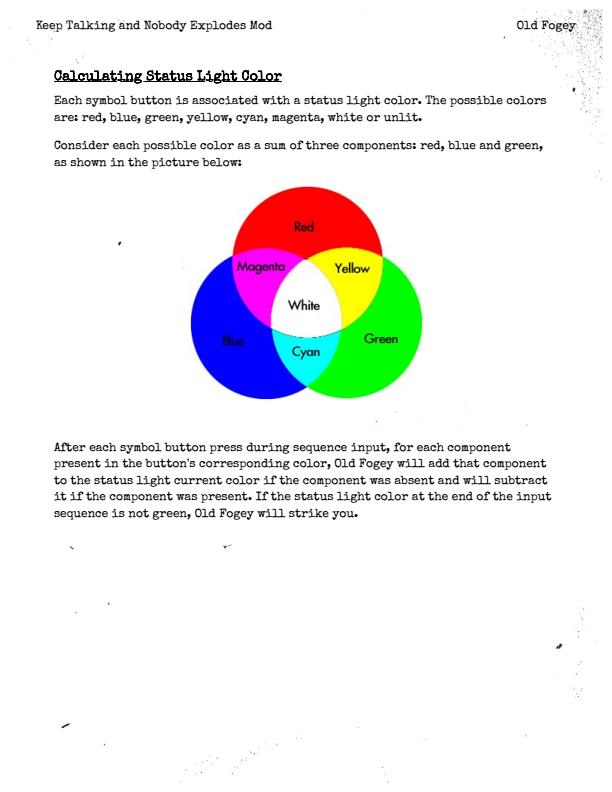 Keep Talking and Nobody Explodes Mod Old Fogey
Calculating Status Light Color
Each symbol button is associated with a status light color. The possible colors
are: red, blue, green, yellow, cyan, magenta, white or unlit.
Consider each possible color as a sum of three components: red, blue and green,
as shown in the picture below:
Red
Magenta Yellow
White
Blue Green
Cyan
After each symbol button press during sequence input, for each component
present in the button's corresponding color, Old Fogey will add that component
to the status light current color if the component was absent and will subtract
it if the component was present. If the status light color at the end of the input
sequence is not green, Old Fogey will strike you.